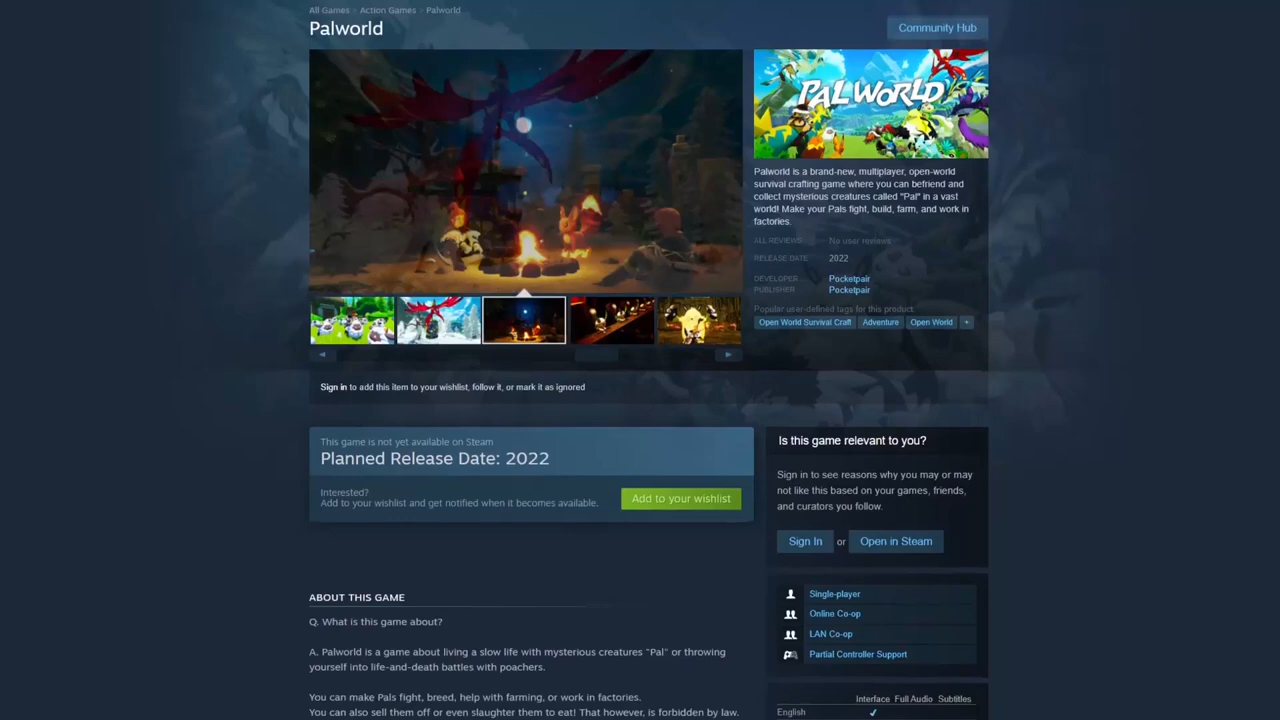 All Games > Action Games > Palworld
Palworld
Community Hub
PALWORLD
Palworld is a brand-new, multiplayer, open-world
survival crafting game where you can befriend and
collect mysterious creatures called "Pal" in a vast
world! Make your Pals fight, build, farm, and work in
factories.
ALL REVIEWS No user reviews
RELEASE DATE 2022
DEVELOPER Pocketpair
PUBLISHER Pocketpair
Popular user-defined tags for this product:
Open World Survival Craft Adventure Open World +
Sign in to add this item to your wishlist, follow it, or mark it as ignored
This game is not yet available on Steam
Planned Release Date: 2022
Interested?
Add to your wishlist and get notified when it becomes available.
Add to your wishlist
ABOUT THIS GAME
Q. What is this game about?
A. Palworld is a game about living a slow life with mysterious creatures "Pal" or throwing
yourself into life-and-death battles with poachers.
You can make Pals fight, breed, help with farming, or work in factories.
You can also sell them off or even slaughter them to eat! That however, is forbidden by law.
Is this game relevant to you?
Sign in to see reasons why you may or may
not like this based on your games, friends,
and curators you follow.
Sign In or Open in Steam
Single-player
Online Co-op
LAN Co-op
Partial Controller Support
Interface Full Audio Subtitles
English ✔